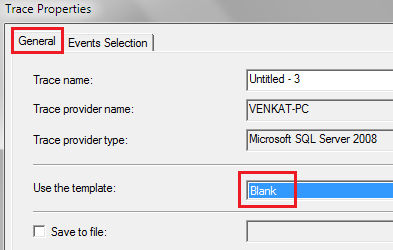 Trace Properties
General Events Selection
Trace name: Untitled - 3
Trace provider name: VENKAT-PC
Trace provider type: Microsoft SQL Server 2008
Use the template: Blank
Save to file: